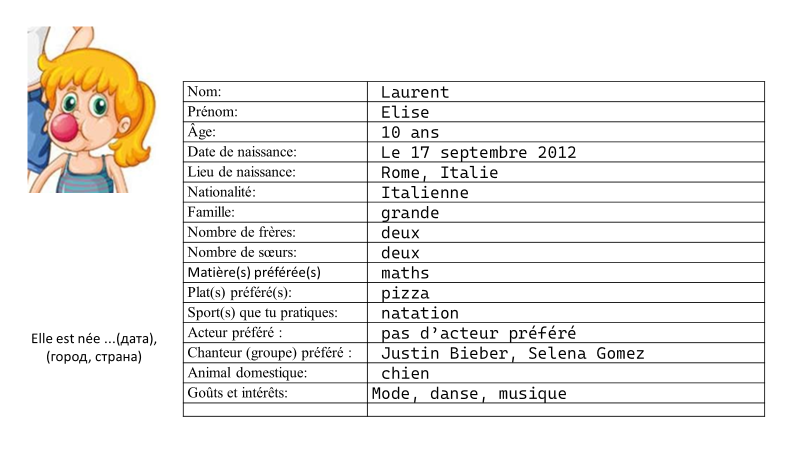 Nom: Laurent
Prénom: Elise
Âge: 10 ans
Date de naissance: Le 17 septembre 2012
Lieu de naissance: Rome, Italie
Nationalité: Italienne
Famille: grande
Nombre de frères: deux
Nombre de sœurs: deux
Matière(s) préférée(s) maths
Plat(s) préféré(s): pizza
Sport(s) que tu pratiques: natation
Acteur préféré : pas d’acteur préféré
Chanteur (groupe) préféré : Justin Bieber, Selena Gomez
Animal domestique: chien
Goûts et intérêts: Mode, danse, musique
Elle est née ...(дата),
(город, страна)